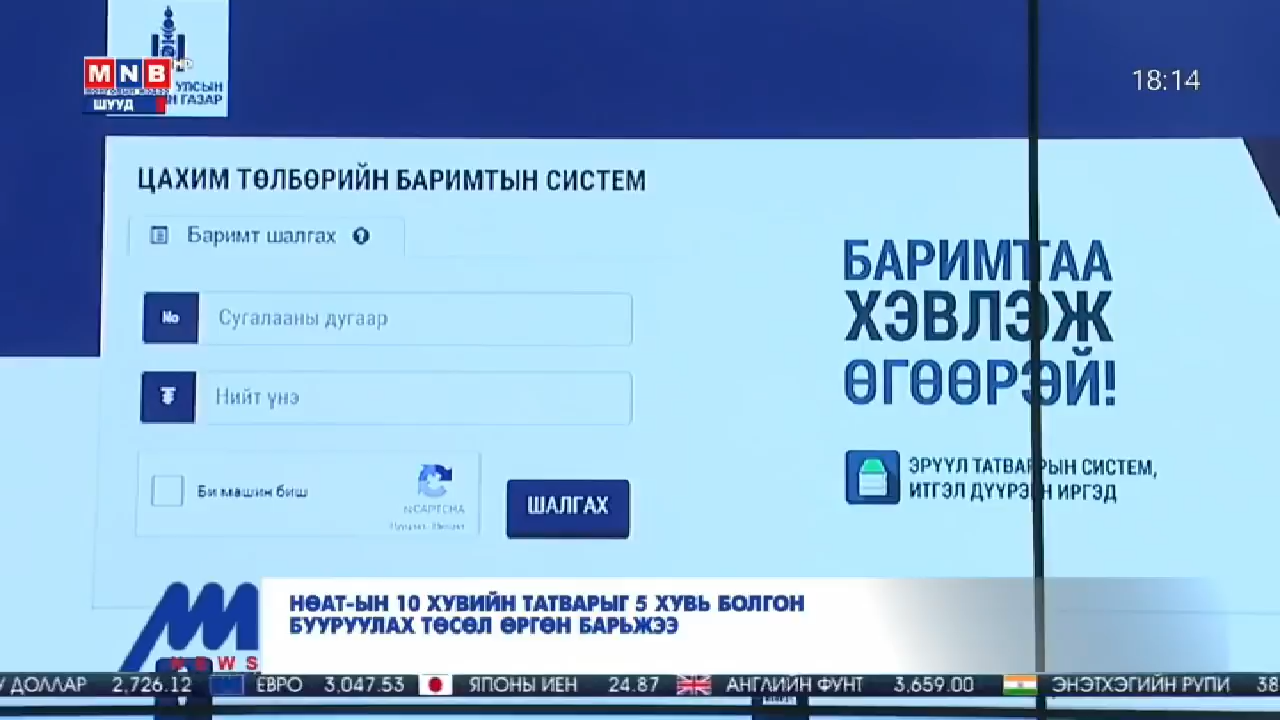 MNB
ШУУД
УЛСЫН
Н ГАЗАР
18:14
ЦАХИМ ТӨЛБӨРИЙН БАРИМТЫН СИСТЕМ
Баримт шалгах
№ Сугалааны дугаар
₮ Нийт үнэ
Би машин биш
ШАЛГАХ
БАРИМТАА
ХЭВЛЭЖ
ӨГӨӨРЭЙ!
ЭРҮҮЛ ТАТВАРЫН СИСТЕМ,
ИТГЭЛ ДҮҮРЭН ИРГЭД
НӨАТ-ЫН 10 ХУВИЙН ТАТВАРЫГ 5 ХУВЬ БОЛГОН
БУУРУУЛАХ ТӨСӨЛ ӨРГӨН БАРЬЖЭЭ
NEWS
ДОЛЛАР 2,726.12 ЕВРО 3,047.53 ЯПОНЫ ИЕН 24.87 АНГЛИЙН ФУНТ 3,659.00 ЭНЭТХЭГИЙН РУПИ 38